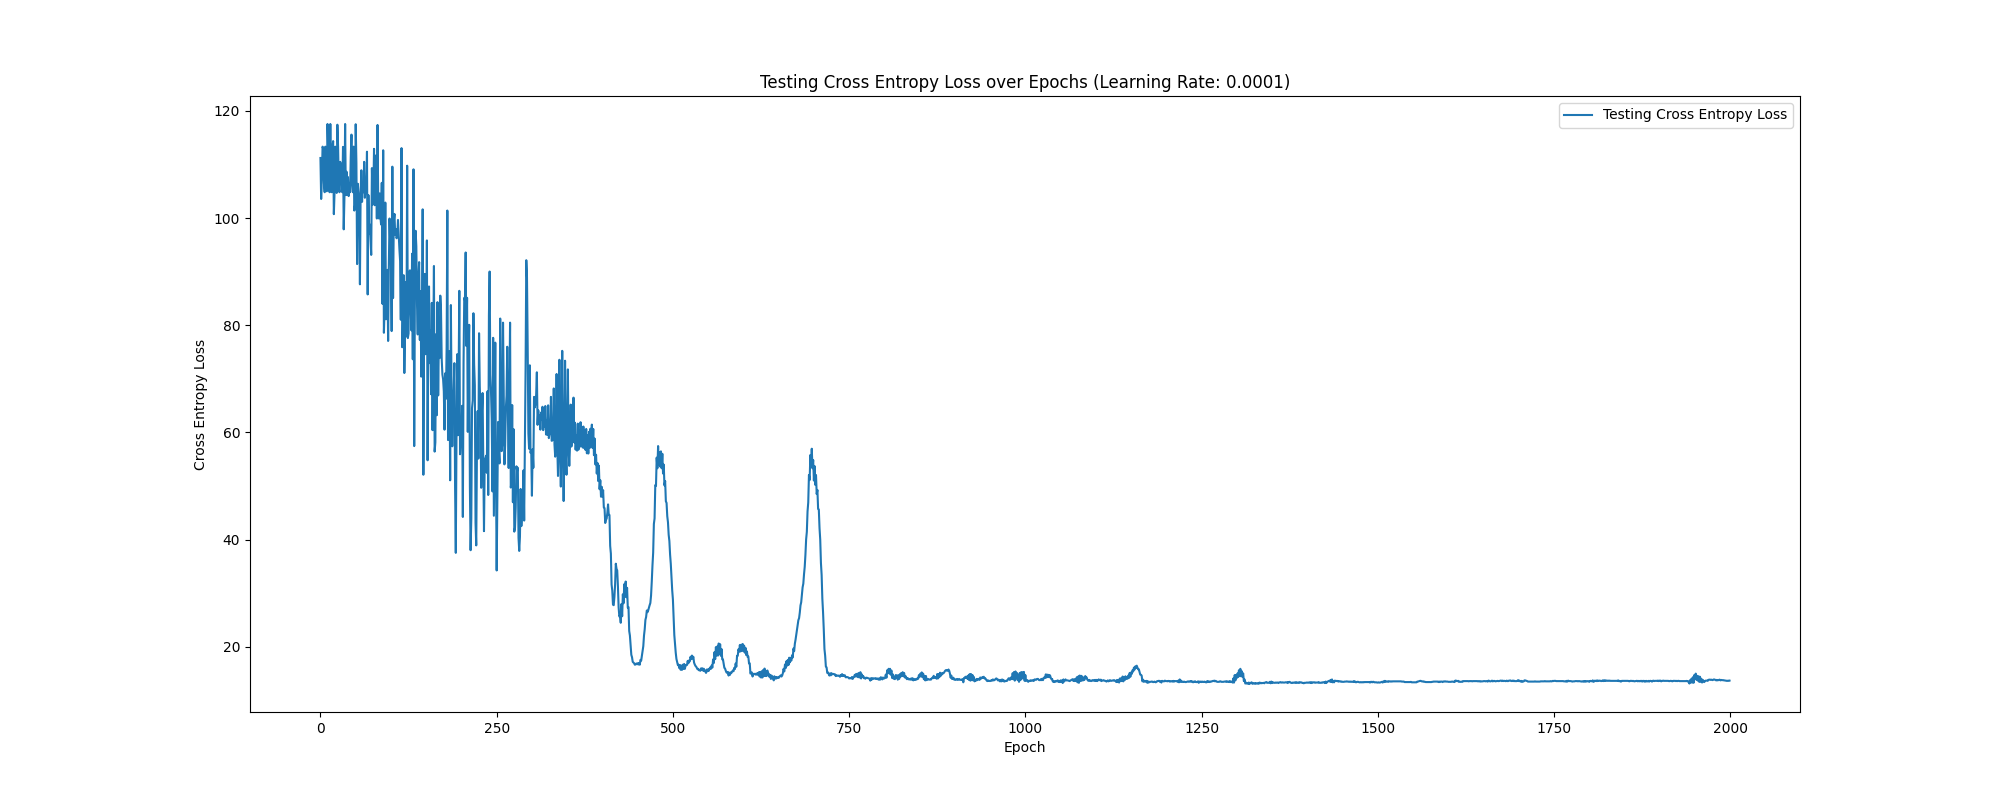 Testing Cross Entropy Loss over Epochs (Learning Rate: 0.0001)
Testing Cross Entropy Loss
120
100
80
60
40
20
Cross Entropy Loss
0 250 500 750 1000 1250 1500 1750 2000
Epoch